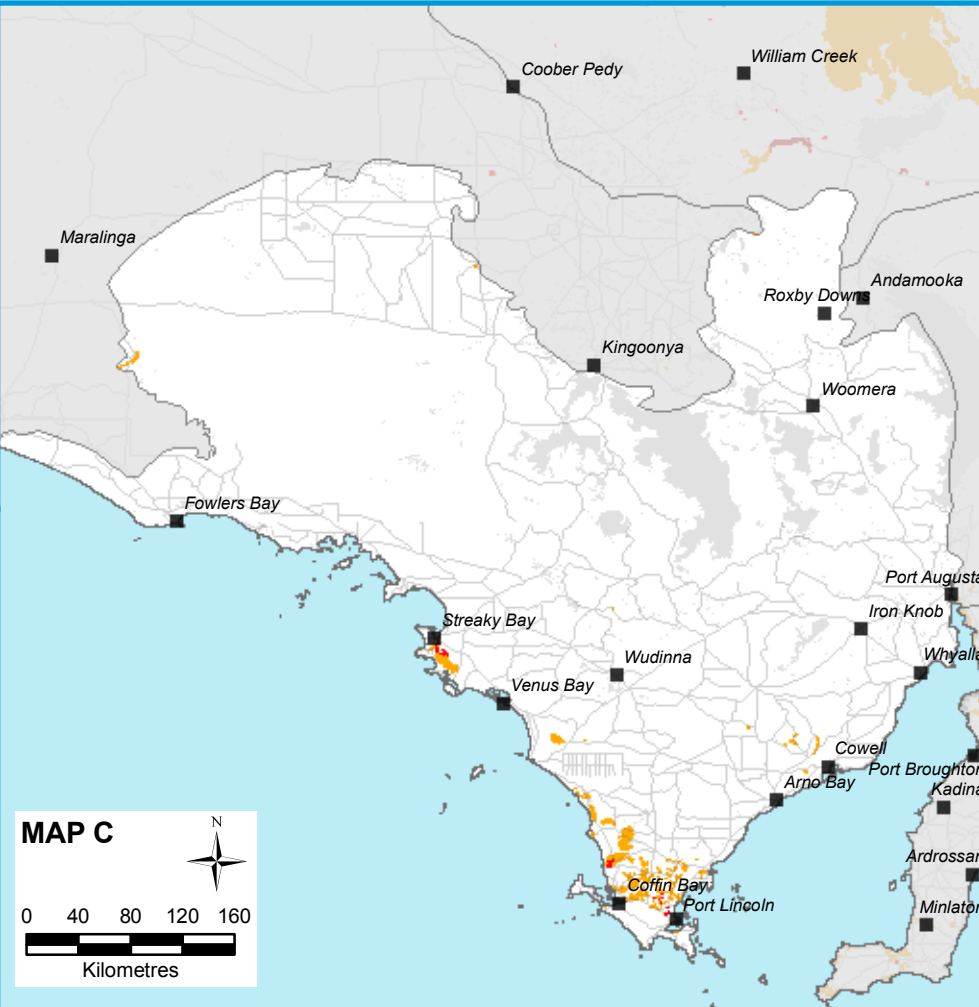 William Creek
Coober Pedy
Maralinga
Andamooka
Roxby Downs
Kingoonya
Woomera
Fowlers Bay
Port Augusta
Iron Knob
Streaky Bay
Wudinna
Whyalla
Venus Bay
Cowell
Port Broughton
Arno Bay
Kadina
MAP C
N
Ardrossan
Coffin Bay
Port Lincoln
Minlaton
0 40 80 120 160
Kilometres